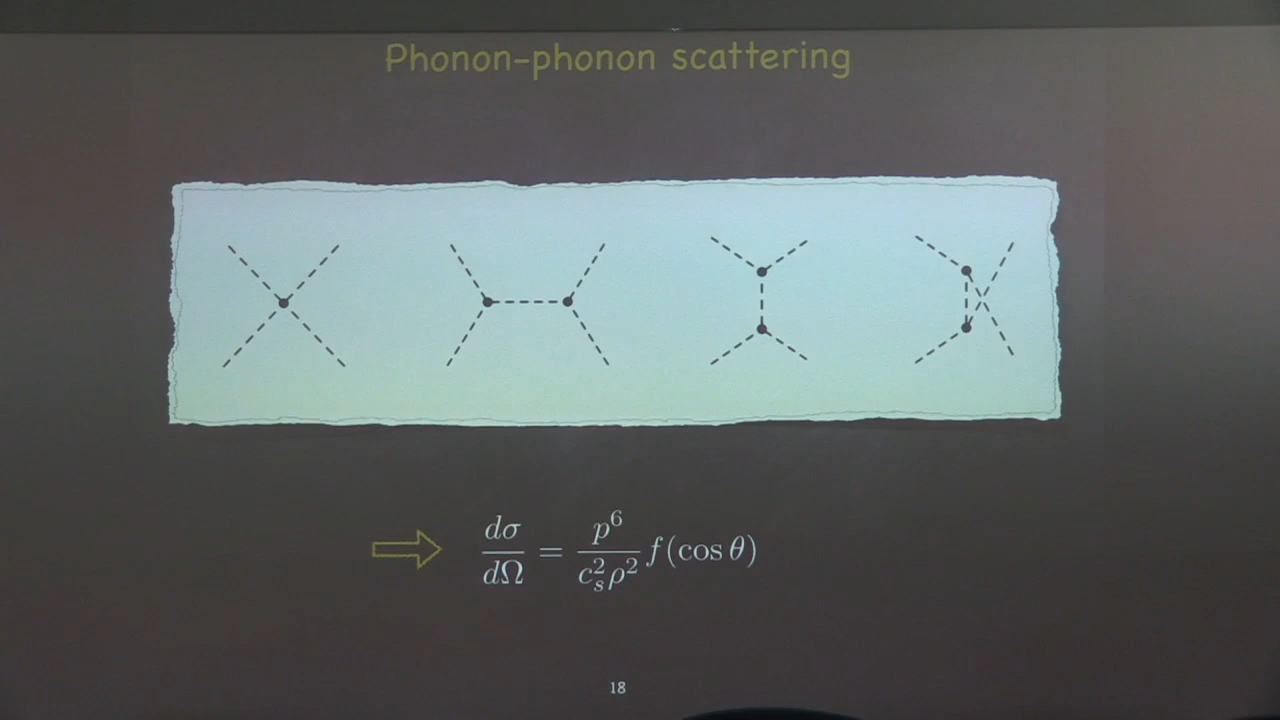 Phonon-phonon scattering
⇨ dσ/dΩ = p⁶/(c_s²ρ²) f(cos θ)
18